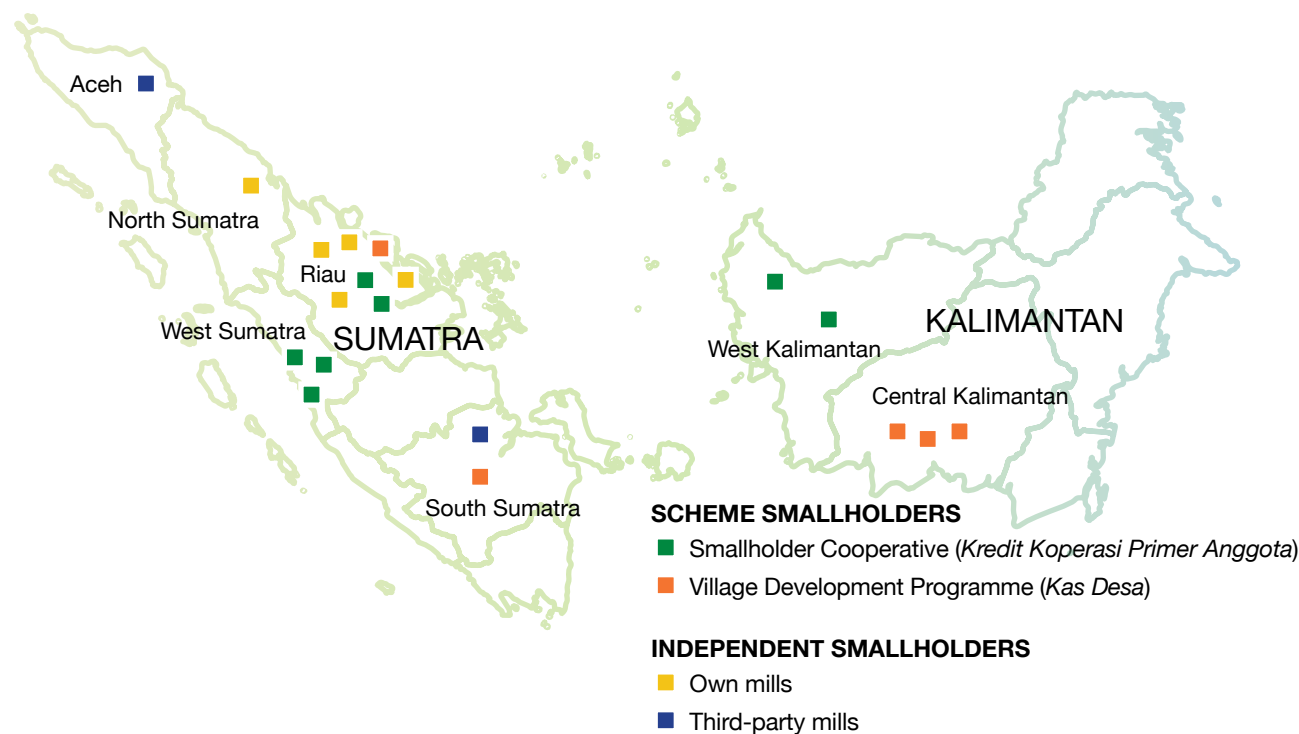 Aceh
North Sumatra
Riau
West Sumatra
SUMATRA
South Sumatra
KALIMANTAN
West Kalimantan
Central Kalimantan
SCHEME SMALLHOLDERS
Smallholder Cooperative (Kredit Koperasi Primer Anggota)
Village Development Programme (Kas Desa)
INDEPENDENT SMALLHOLDERS
Own mills
Third-party mills